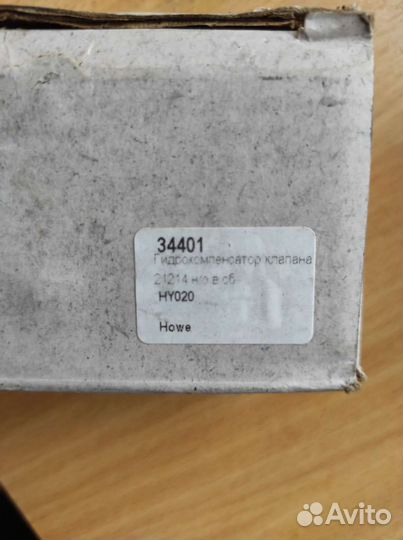 34401
Гидрокомпенсатор клапана
21214 н/о в сб
HY020
Howe
Avito